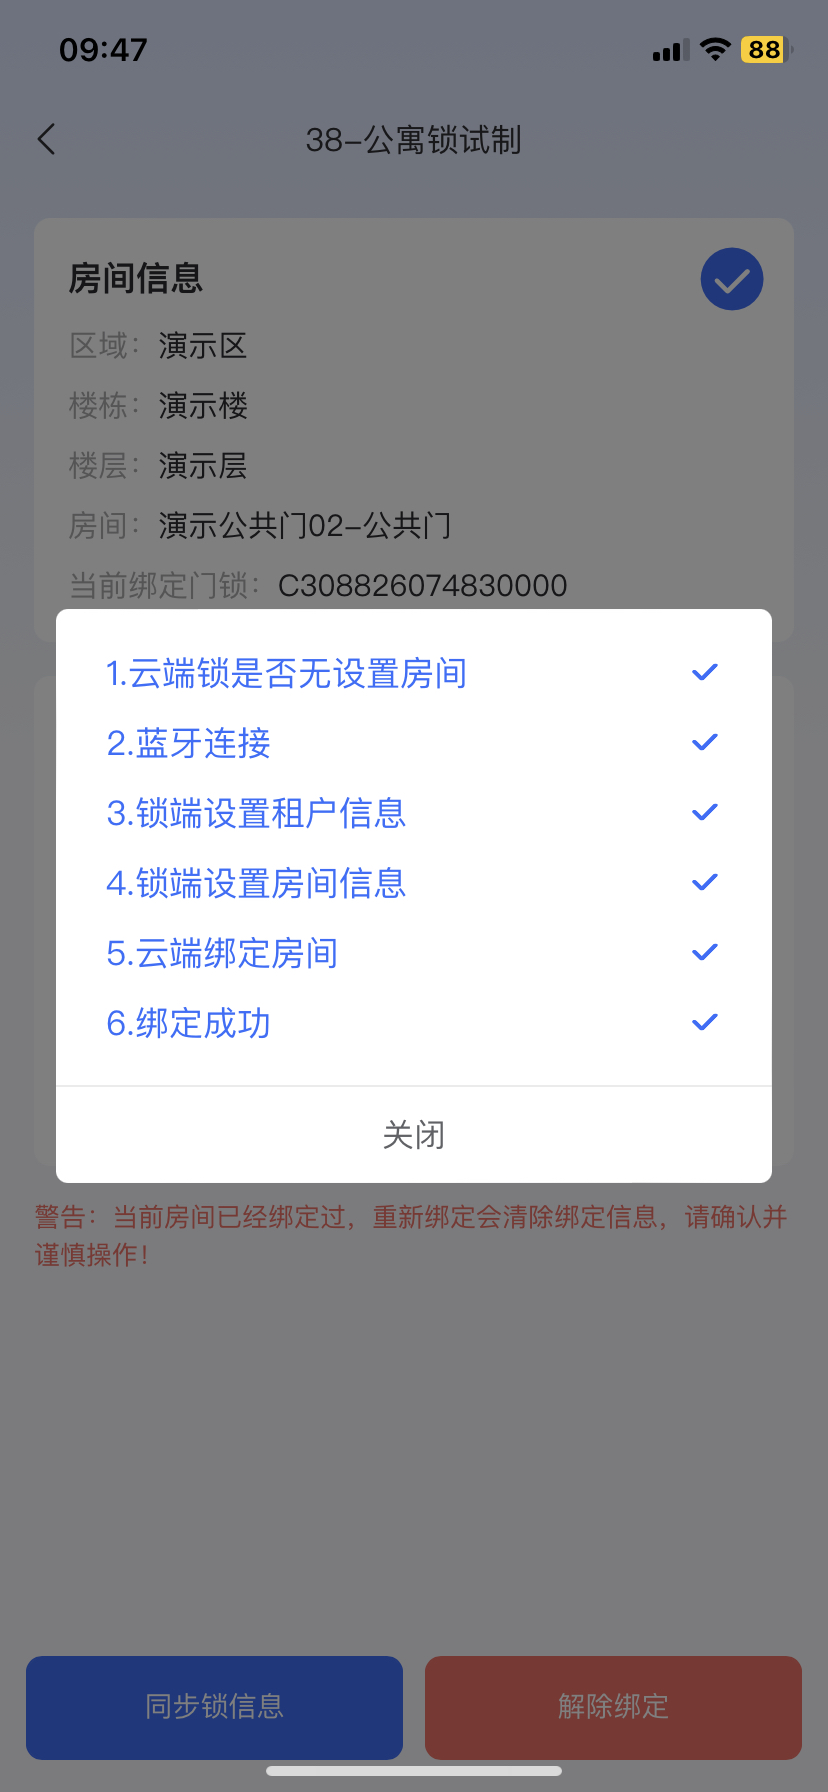 09:47
88
38-公寓锁试制
房间信息
区域：演示区
楼栋：演示楼
楼层：演示层
房间：演示公共门02-公共门
当前绑定门锁：C308826074830000
1.云端锁是否无设置房间
2.蓝牙连接
3.锁端设置租户信息
4.锁端设置房间信息
5.云端绑定房间
6.绑定成功
关闭
警告：当前房间已经绑定过，重新绑定会清除绑定信息，请确认并
谨慎操作！
同步锁信息
解除绑定